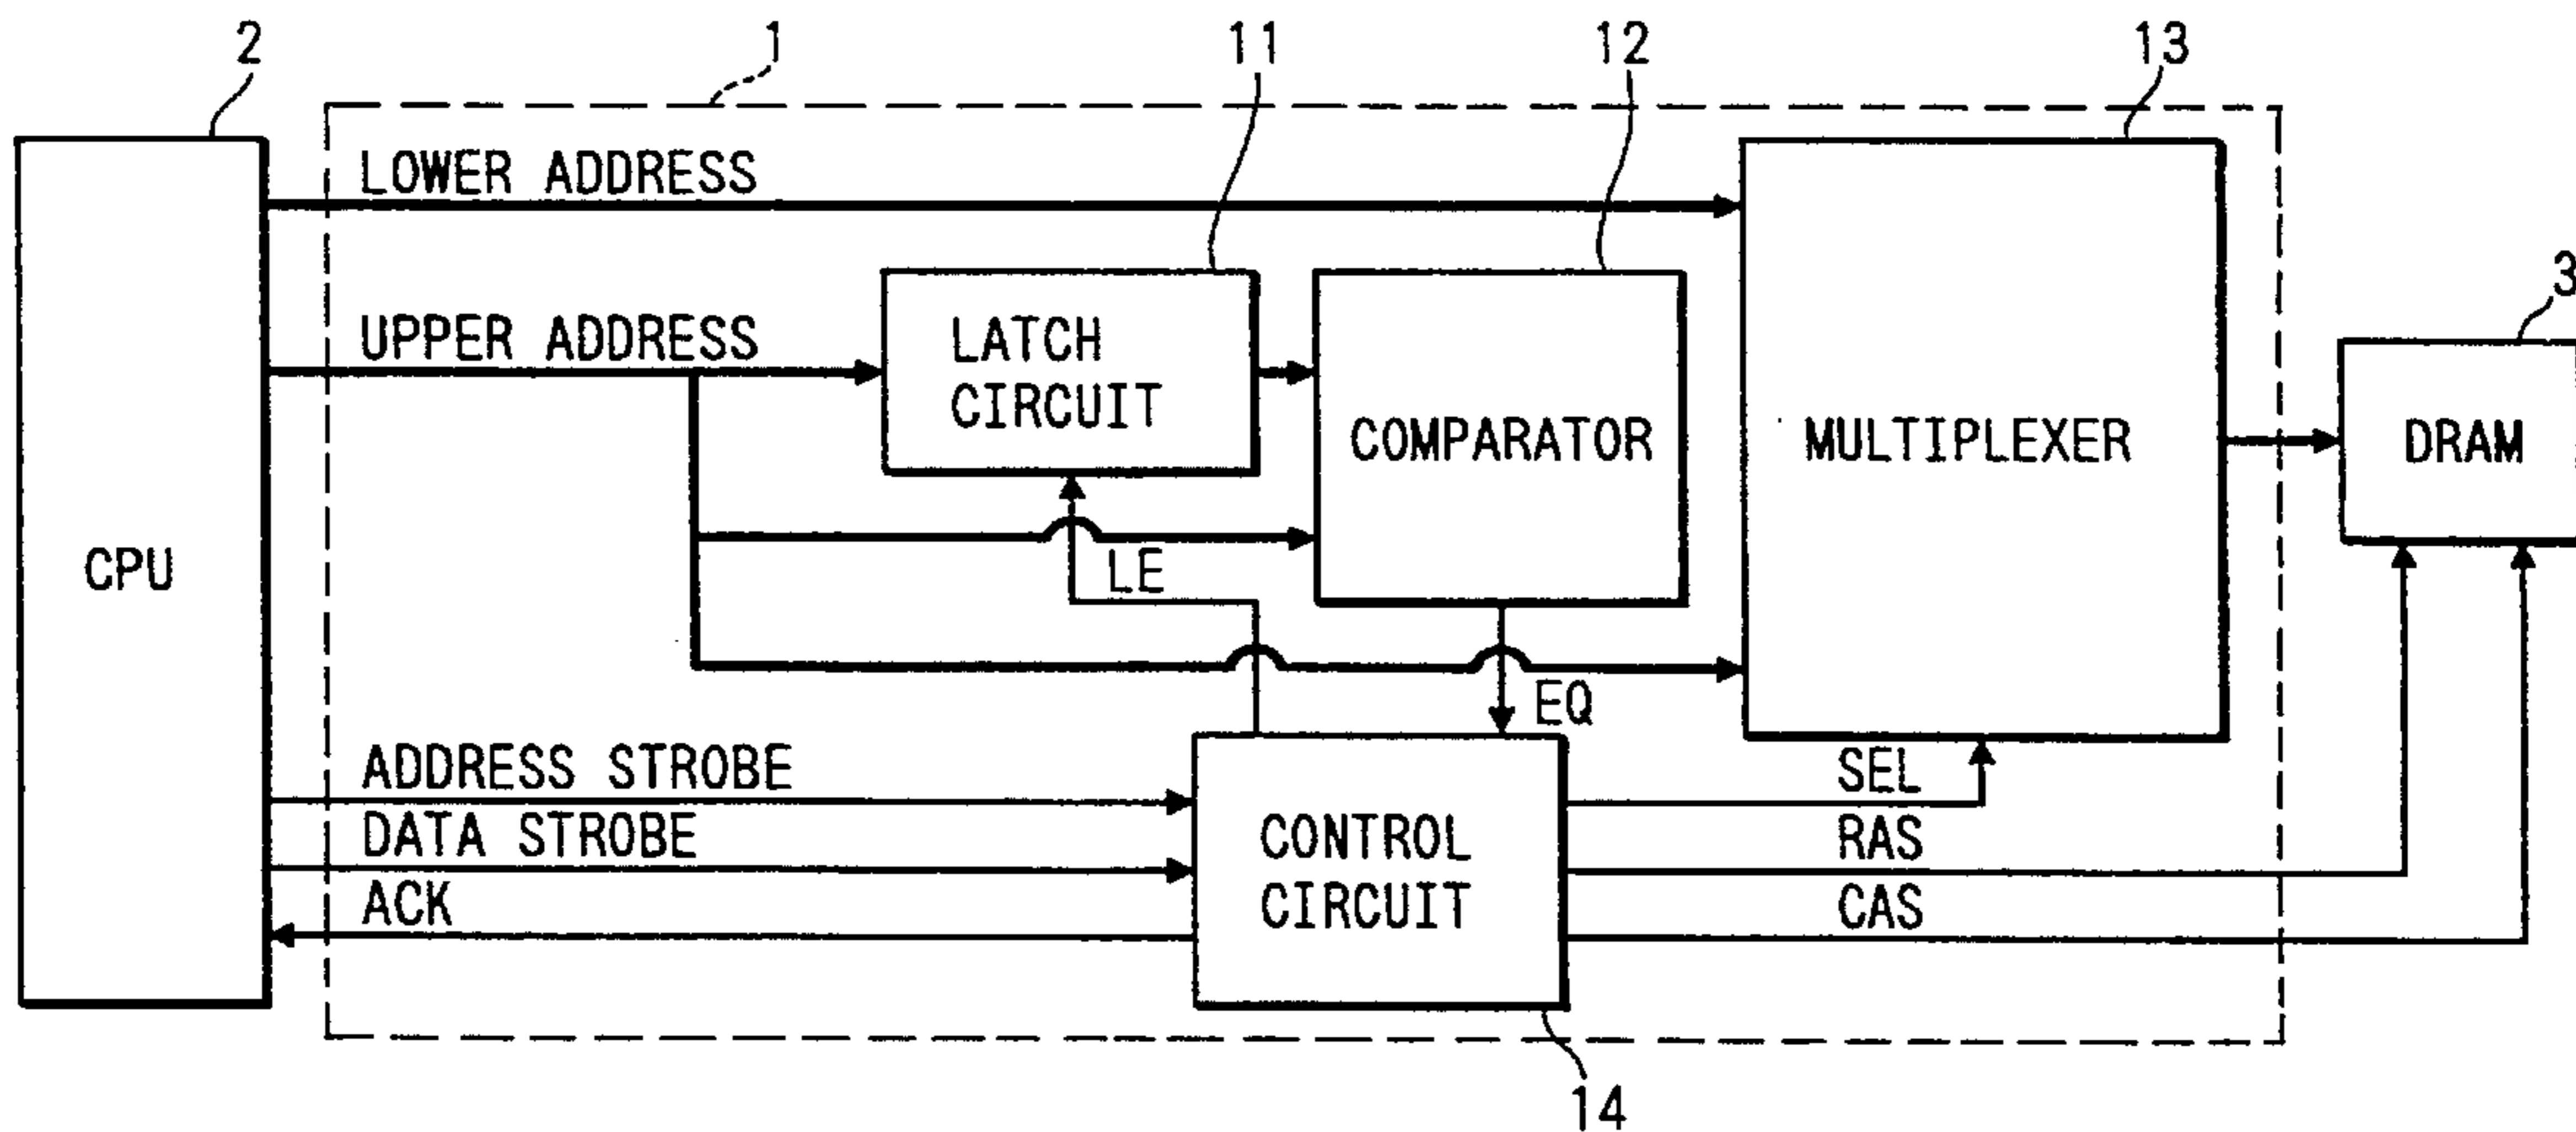 2
1
11
12
13
LOWER ADDRESS
3
UPPER ADDRESS
LATCH
CIRCUIT
COMPARATOR
MULTIPLEXER
DRAM
CPU
LE
EQ
ADDRESS STROBE
SEL
DATA STROBE
CONTROL
CIRCUIT
RAS
ACK
CAS
14